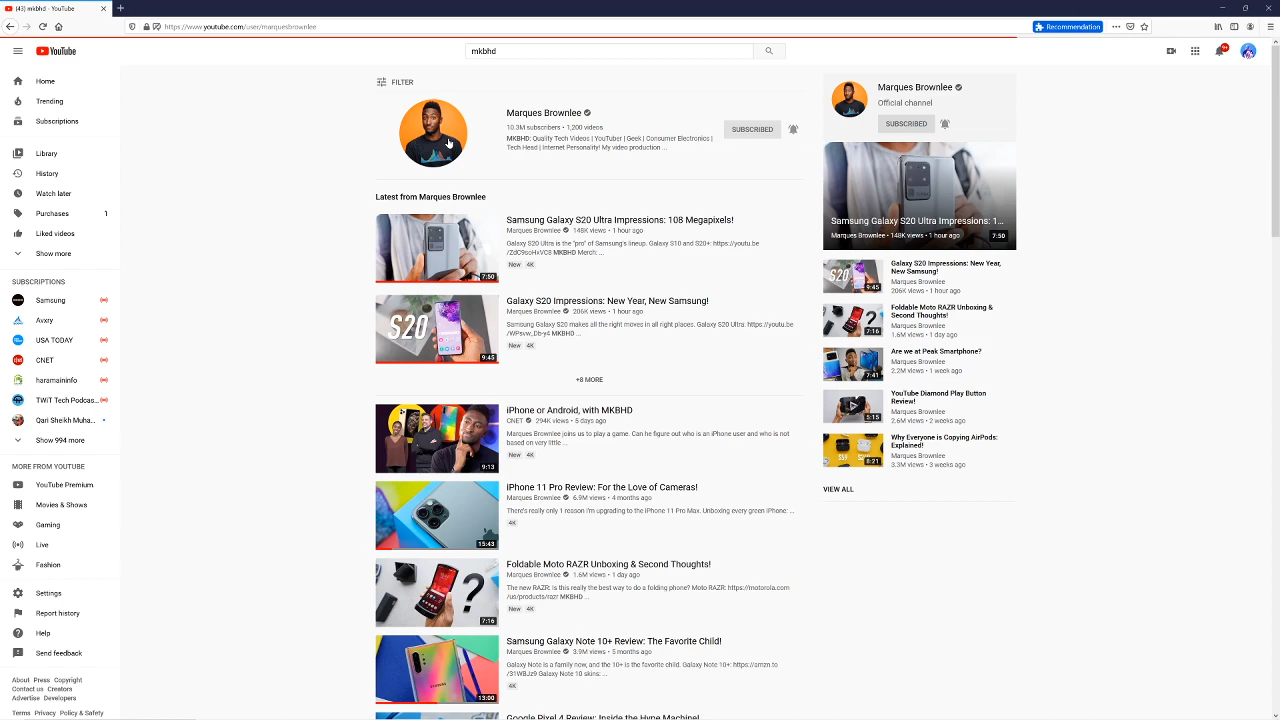 (43) mkbhd - YouTube
https://www.youtube.com/user/marquesbrownlee
Recommendation
YouTube
mkbhd
9+
Home
Trending
Subscriptions
Library
History
Watch later
Purchases 1
Liked videos
Show more
SUBSCRIPTIONS
Samsung
Avxry
USA TODAY
CNET
haramaininfo
TWiT Tech Podcas...
Qari Sheikh Muha...
Show 994 more
MORE FROM YOUTUBE
YouTube Premium
Movies & Shows
Gaming
Live
Fashion
Settings
Report history
Help
Send feedback
About Press Copyright
Contact us Creators
Advertise Developers
Terms Privacy Policy & Safety
FILTER
Marques Brownlee
10.3M subscribers • 1,200 videos
MKBHD: Quality Tech Videos | YouTuber | Geek | Consumer Electronics |
Tech Head | Internet Personality! My video production ...
SUBSCRIBED
Latest from Marques Brownlee
7:50
Samsung Galaxy S20 Ultra Impressions: 108 Megapixels!
Marques Brownlee 148K views • 1 hour ago
Galaxy S20 Ultra is the "pro" of Samsung's lineup. Galaxy S10 and S20+: https://youtu.be
/ZdC9soHxVC8 MKBHD Merch: ...
New 4K
S20
9:45
Galaxy S20 Impressions: New Year, New Samsung!
Marques Brownlee 206K views • 1 hour ago
Samsung Galaxy S20 makes all the right moves in all right places. Galaxy S20 Ultra: https://youtu.be
/WPsvw_Db-y4 MKBHD ...
New 4K
+8 MORE
9:13
iPhone or Android, with MKBHD
CNET 294K views • 6 days ago
Marques Brownlee joins us to play a game. Can he figure out who is an iPhone user and who is not
based on very little ...
New 4K
15:43
iPhone 11 Pro Review: For the Love of Cameras!
Marques Brownlee 6.9M views • 4 months ago
There's really only 1 reason I'm upgrading to the iPhone 11 Pro Max. Unboxing every green iPhone: ...
4K
7:16
Foldable Moto RAZR Unboxing & Second Thoughts!
Marques Brownlee 1.6M views • 1 day ago
The new RAZR: Is this really the best way to do a folding phone? Moto RAZR: https://motorola.com
/us/products/razr MKBHD ...
New 4K
SAMSUNG
13:00
Samsung Galaxy Note 10+ Review: The Favorite Child!
Marques Brownlee 3.9M views • 5 months ago
Galaxy Note is a family now, and the 10+ is the favorite child. Galaxy Note 10+: https://amzn.to
/31WBJz9 Galaxy Note 10 skins: ...
4K
Google Pixel 4 Review: Inside the Hype Machine!
Marques Brownlee
Official channel
SUBSCRIBED
Samsung Galaxy S20 Ultra Impressions: 1...
Marques Brownlee • 148K views • 1 hour ago
7:50
S20
9:45
Galaxy S20 Impressions: New Year,
New Samsung!
Marques Brownlee
206K views • 1 hour ago
7:16
Foldable Moto RAZR Unboxing &
Second Thoughts!
Marques Brownlee
1.6M views • 1 day ago
7:41
Are we at Peak Smartphone?
Marques Brownlee
2.2M views • 1 week ago
5:15
YouTube Diamond Play Button
Review!
Marques Brownlee
2.6M views • 2 weeks ago
8:21
Why Everyone is Copying AirPods:
Explained!
Marques Brownlee
3.3M views • 3 weeks ago
VIEW ALL